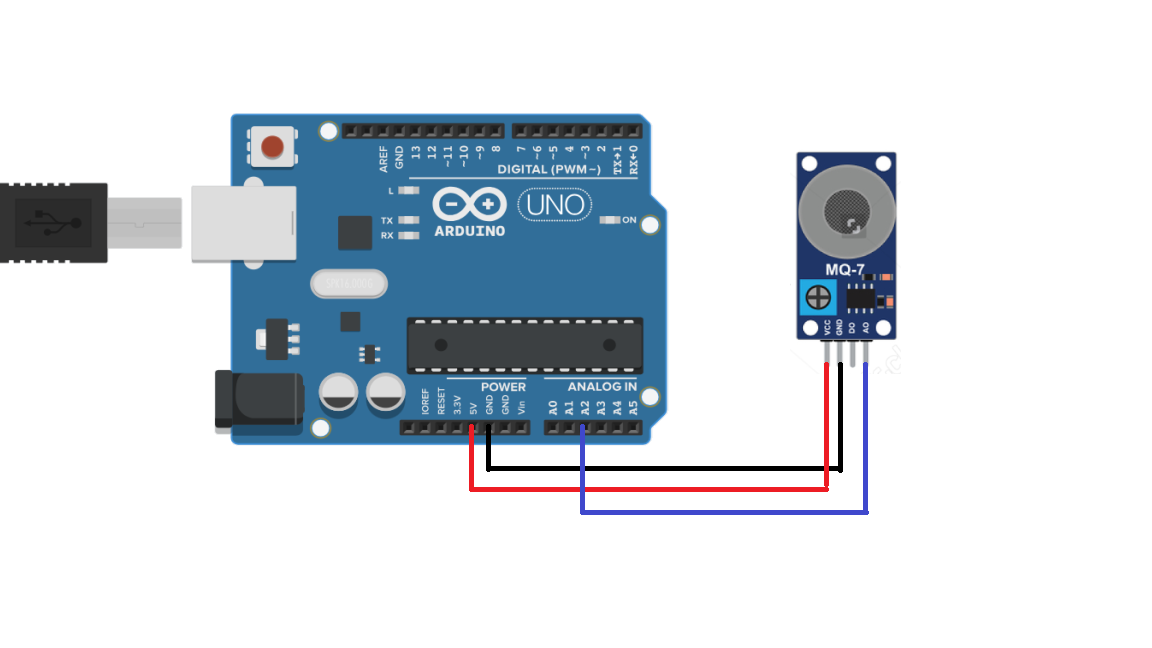 AREF
GND
13
12
~11
~10
~9
8
7
~6
~5
4
~3
2
TX→1
RX←0
DIGITAL (PWM~)
L
TX
RX
UNO
ON
ARDUINO
MQ-7
VCC
GND
DO
AO
POWER
ANALOG IN
IOREF
RESET
3.3V
5V
GND
GND
Vin
A0
A1
A2
A3
A4
A5